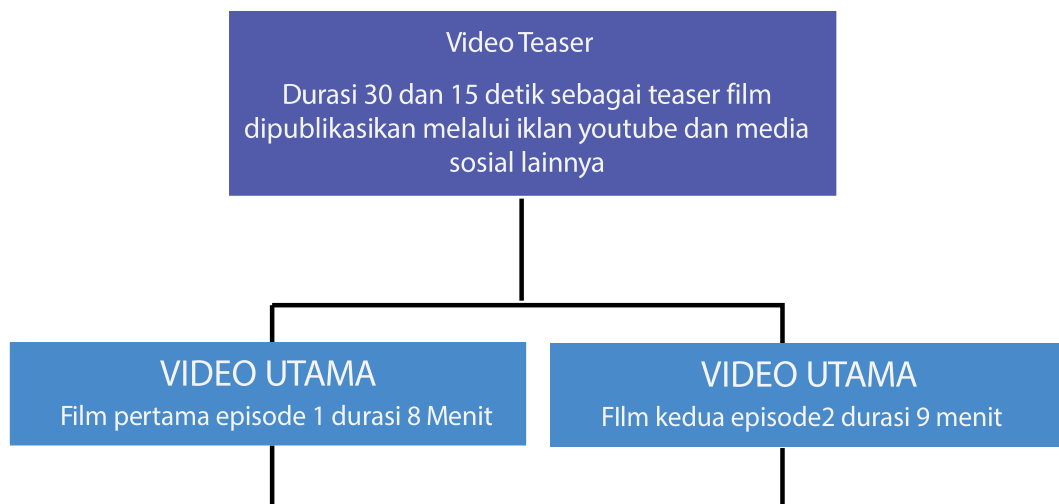 Video Teaser
Durasi 30 dan 15 detik sebagai teaser film
dipublikasikan melalui iklan youtube dan media
sosial lainnya
VIDEO UTAMA
Film pertama episode 1 durasi 8 Menit
VIDEO UTAMA
FIlm kedua episode2 durasi 9 menit